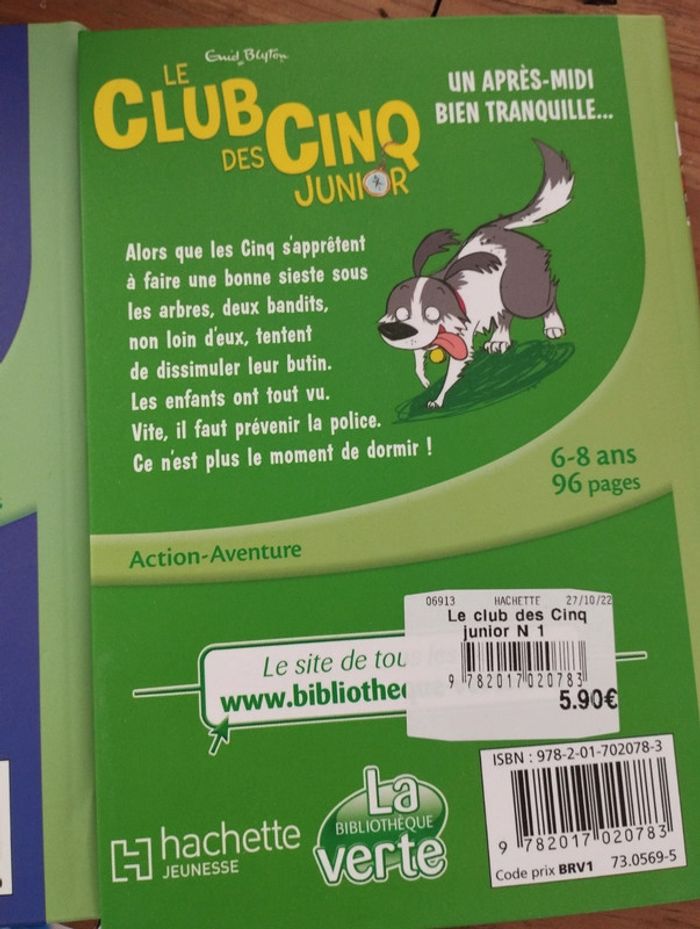 Enid Blyton
LE
CLUB
DES CINQ
JUNIOR
UN APRÈS-MIDI
BIEN TRANQUILLE...
Alors que les Cinq s'apprêtent
à faire une bonne sieste sous
les arbres, deux bandits,
non loin d'eux, tentent
de dissimuler leur butin.
Les enfants ont tout vu.
Vite, il faut prévenir la police.
Ce n'est plus le moment de dormir !
6-8 ans
96 pages
Action-Aventure
06913 HACHETTE 27/10/22
Le club des Cinq
junior N 1
9 782017 020783
5.90€
Le site de tou
www.bibliothe
ISBN : 978-2-01-702078-3
9 782017 020783
Code prix BRV1 73.0569-5
hachette
JEUNESSE
La
BIBLIOTHÈQUE
verte